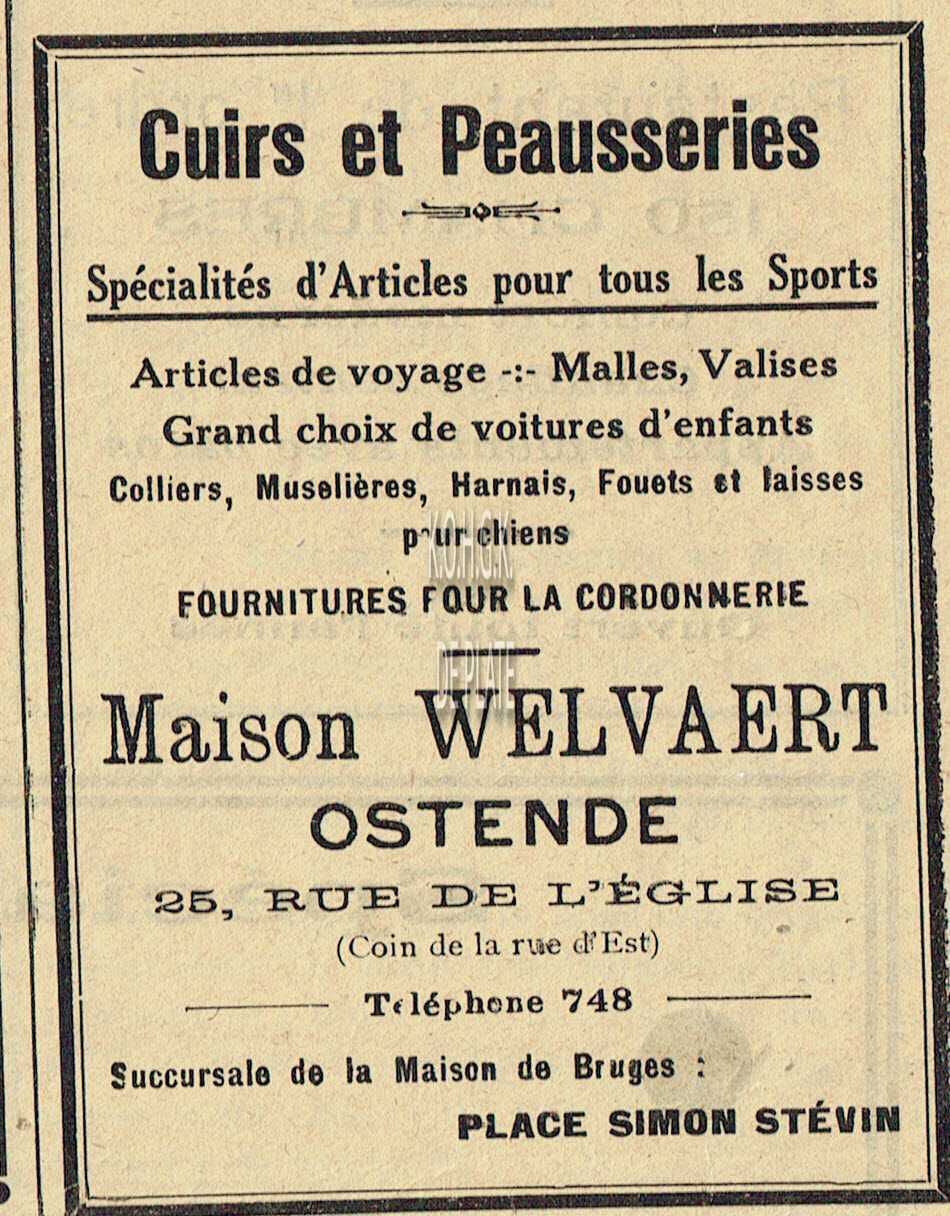 Cuirs et Peausseries
Spécialités d'Articles pour tous les Sports
Articles de voyage -:- Malles, Valises
Grand choix de voitures d'enfants
Colliers, Muselières, Harnais, Fouets et laisses
pour chiens
K.O.H.G.K.
FOURNITURES FOUR LA CORDONNERIE
DE PLATE
Maison WELVAERT
OSTENDE
25, RUE DE L'ÉGLISE
(Coin de la rue d'Est)
Téléphone 748
Succursale de la Maison de Bruges :
PLACE SIMON STÉVIN